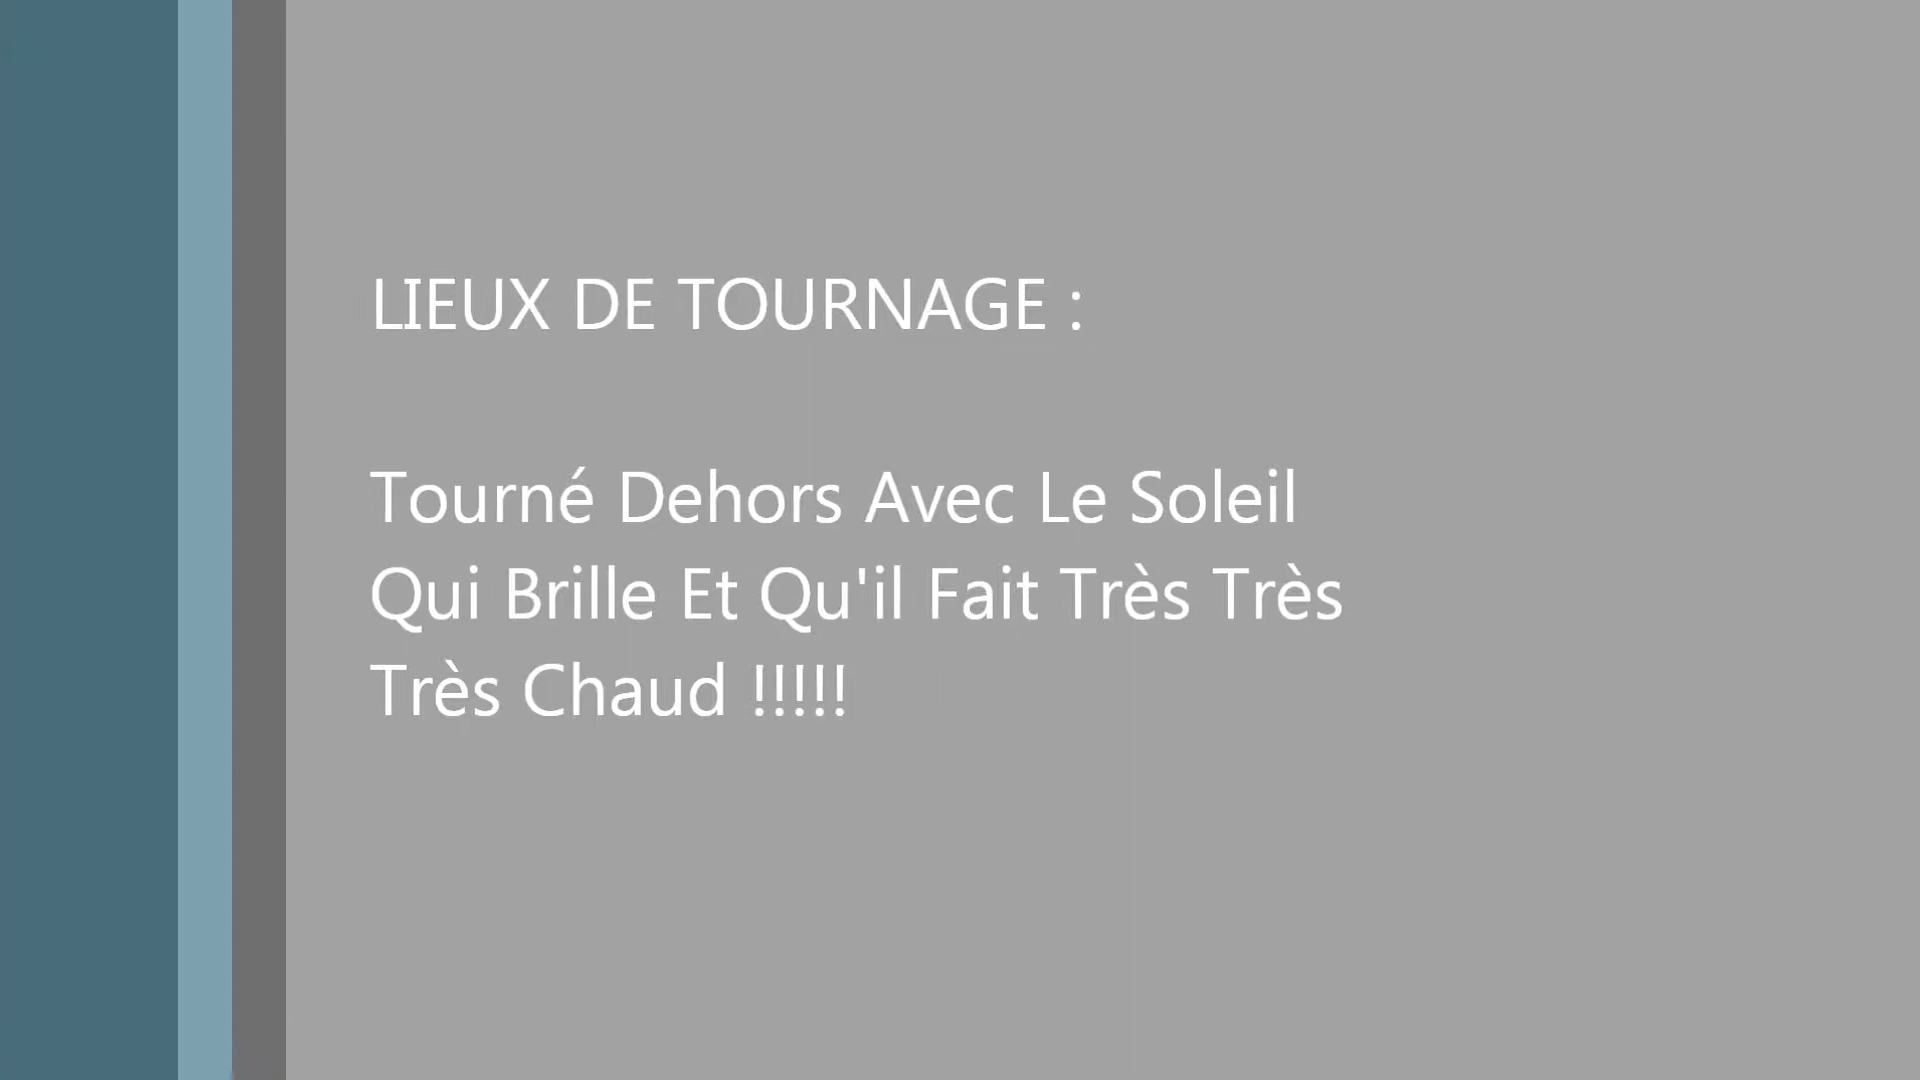 LIEUX DE TOURNAGE :
Tourné Dehors Avec Le Soleil
Qui Brille Et Qu'il Fait Très Très
Très Chaud !!!!!